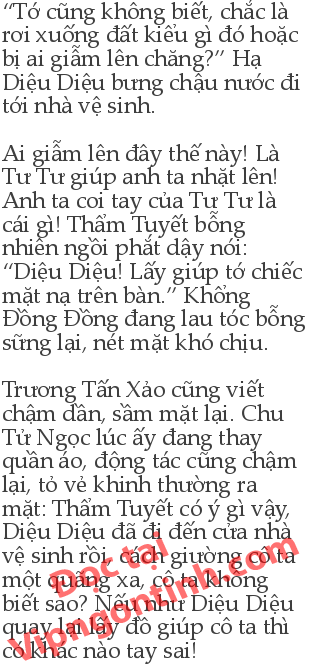 “Tớ cũng không biết, chắc là
rơi xuống đất kiểu gì đó hoặc
bị ai giẫm lên chăng?” Hạ
Diệu Diệu bưng chậu nước đi
tới nhà vệ sinh.
Ai giẫm lên đây thế này! Là
Tư Tư giúp anh ta nhặt lên!
Anh ta coi tay của Tư Tư là
cái gì! Thẩm Tuyết bỗng
nhiên ngồi phắt dậy nói:
“Diệu Diệu! Lấy giúp tớ chiếc
mặt nạ trên bàn.” Khổng
Đồng Đồng đang lau tóc bỗng
sững lại, nét mặt khó chịu.
Trương Tấn Xảo cũng viết
chậm dần, sầm mặt lại. Chu
Tử Ngọc lúc ấy đang thay
quần áo, động tác cũng chậm
lại, tỏ vẻ khinh thường ra
mặt: Thẩm Tuyết có ý gì vậy,
Diệu Diệu đã đi đến cửa nhà
vệ sinh rồi, cách giường cô ta
một quãng xa, cô ta không
biết sao? Nếu như Diệu Diệu
quay lại lấy đồ giúp cô ta thì
có khác nào tay sai!
Đọc tại
Vipngontinh.com